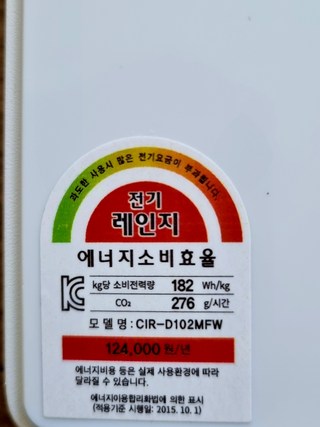 과도한 사용시 많은 전기요금이 부과됩니다.
전기
레인지
에너지소비효율
kg당 소비전력량 182 Wh/kg
CO₂ 276 g/시간
모 델 명 : CIR-D102MFW
124,000 원/년
에너지비용 등은 실제 사용환경에 따라
달라질 수 있습니다.
에너지이용합리화법에 의한 표시
(적용기준 시행일: 2015. 10. 1)